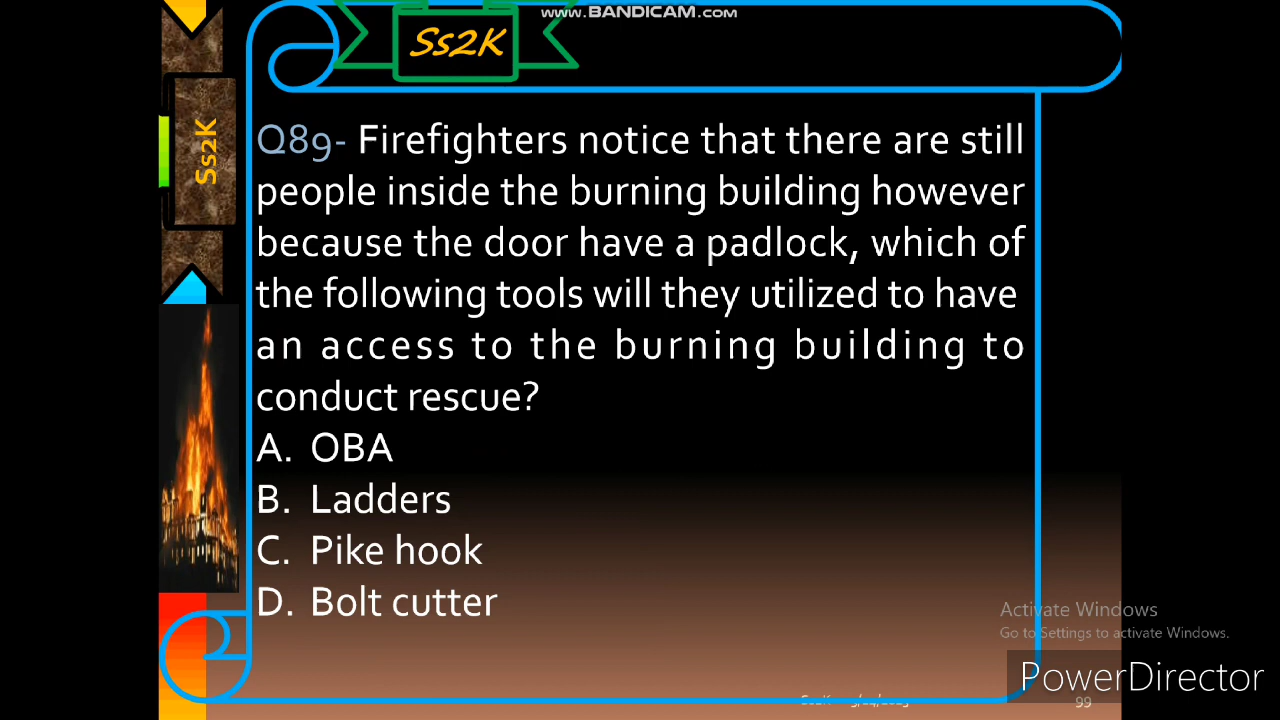 www.BANDICAM.com
Ss2K
Ss2K
Q89- Firefighters notice that there are still
people inside the burning building however
because the door have a padlock, which of
the following tools will they utilized to have
an access to the burning building to
conduct rescue?
A. OBA
B. Ladders
C. Pike hook
D. Bolt cutter
Activate Windows
Go to Settings to activate Windows.
PowerDirector
99